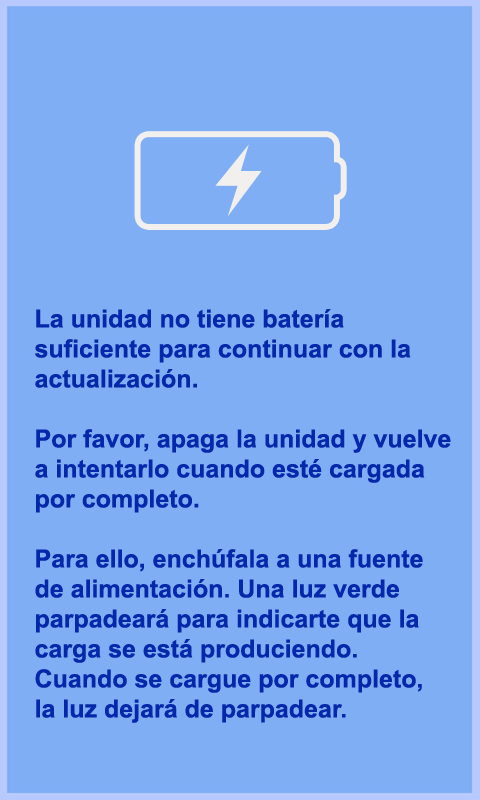 La unidad no tiene batería
suficiente para continuar con la
actualización.
Por favor, apaga la unidad y vuelve
a intentarlo cuando esté cargada
por completo.
Para ello, enchúfala a una fuente
de alimentación. Una luz verde
parpadeará para indicarte que la
carga se está produciendo.
Cuando se cargue por completo,
la luz dejará de parpadear.